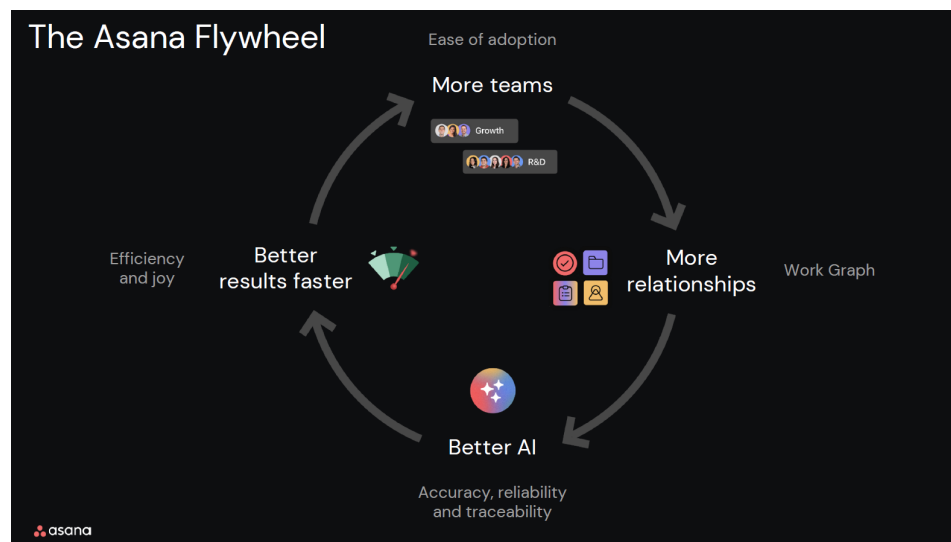 The Asana Flywheel
Ease of adoption
More teams
Growth
R&D
Efficiency
and joy
Better
results faster
More
relationships
Work Graph
Better AI
Accuracy, reliability
and traceability
asana